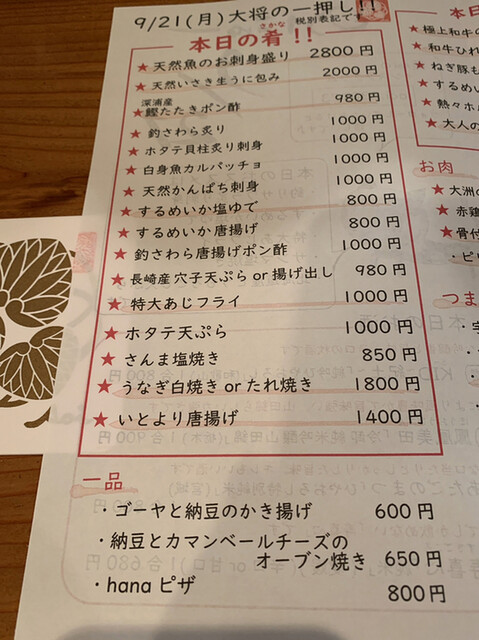 9/21(月)大将の一押し!!
税別表記で
さかな
本日の肴!!
★天然魚のお刺身盛り 2800円
★天然いさき生うに包み 2000円
深浦産
★鰹たたきポン酢 980円
★釣さわら炙り 1000円
★ホタテ貝柱炙り刺身 1000円
★白身魚カルパッチョ 1000円
★天然かんぱち刺身 1000円
★するめいか塩ゆで 800円
★するめいか唐揚げ 800円
★釣さわら唐揚げポン酢 1000円
★長崎産穴子天ぷらor揚げ出し 980円
★特大あじフライ 1000円
★ホタテ天ぷら 1000円
★さんま塩焼き 850円
★うなぎ白焼きorたれ焼き 1800円
★いとより唐揚げ 1400円
一品
・ゴーヤと納豆のかき揚げ 600円
・納豆とカマンベールチーズの
オーブン焼き 650円
・hanaピザ 800円
本日
★極上和牛
★和牛ひれ
★ねぎ豚も
★するめい
★熱々ホル
★大人の
お肉
★大洲の
★赤鶏
★骨付
・ピリ
つま